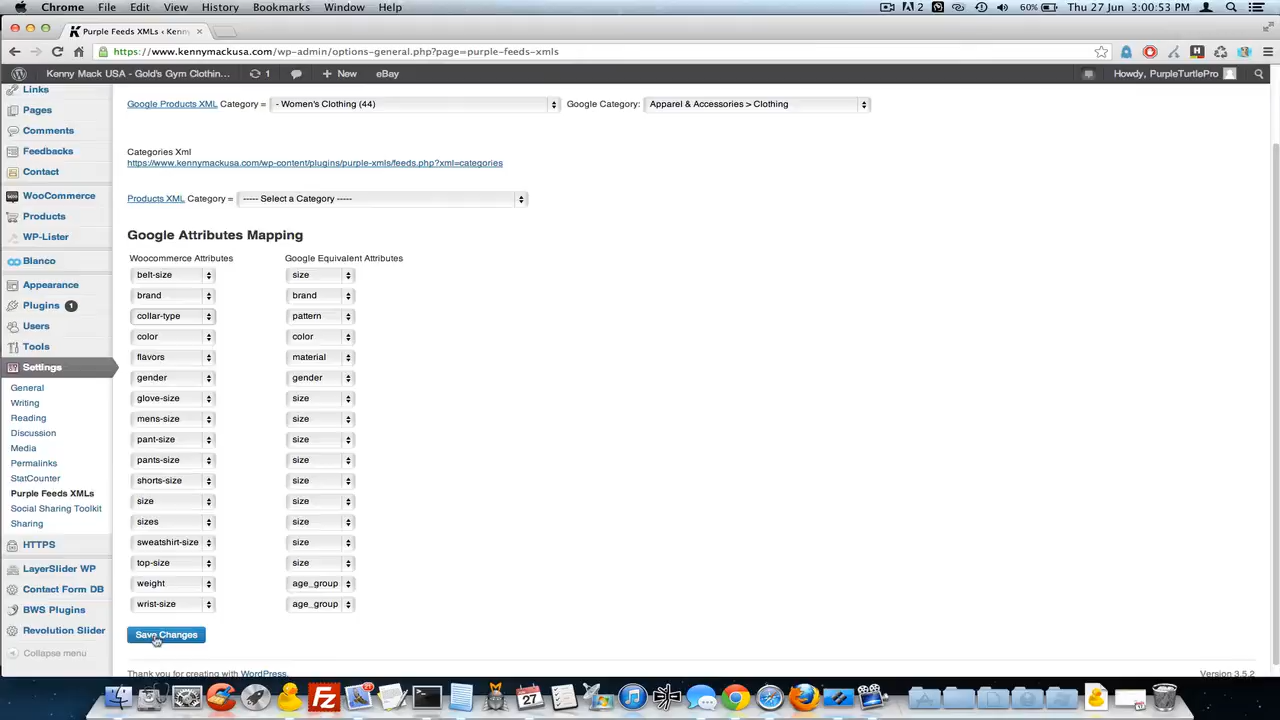 Chrome File Edit View History Bookmarks Window Help 2 60% Thu 27 Jun 3:00:53 PM
Purple Feeds XMLs ‹ Kenny
https://www.kennymackusa.com/wp-admin/options-general.php?page=purple-feeds-xmls
Kenny Mack USA - Gold's Gym Clothin... 1 + New eBay Howdy, PurpleTurtlePro
Links
Pages
Comments
Feedbacks
Contact
WooCommerce
Products
WP-Lister
Blanco
Appearance
Plugins 1
Users
Tools
Settings
General
Writing
Reading
Discussion
Media
Permalinks
StatCounter
Purple Feeds XMLs
Social Sharing Toolkit
Sharing
HTTPS
LayerSlider WP
Contact Form DB
BWS Plugins
Revolution Slider
Collapse menu
Google Products XML Category = - Women's Clothing (44) Google Category: Apparel & Accessories > Clothing
Categories Xml
https://www.kennymackusa.com/wp-content/plugins/purple-xmls/feeds.php?xml=categories
Products XML Category = ----- Select a Category -----
Google Attributes Mapping
Woocommerce Attributes Google Equivalent Attributes
belt-size size
brand brand
collar-type pattern
color color
flavors material
gender gender
glove-size size
mens-size size
pant-size size
pants-size size
shorts-size size
size size
sizes size
sweatshirt-size size
top-size size
weight age_group
wrist-size age_group
Save Changes
Thank you for creating with WordPress. Version 3.5.2